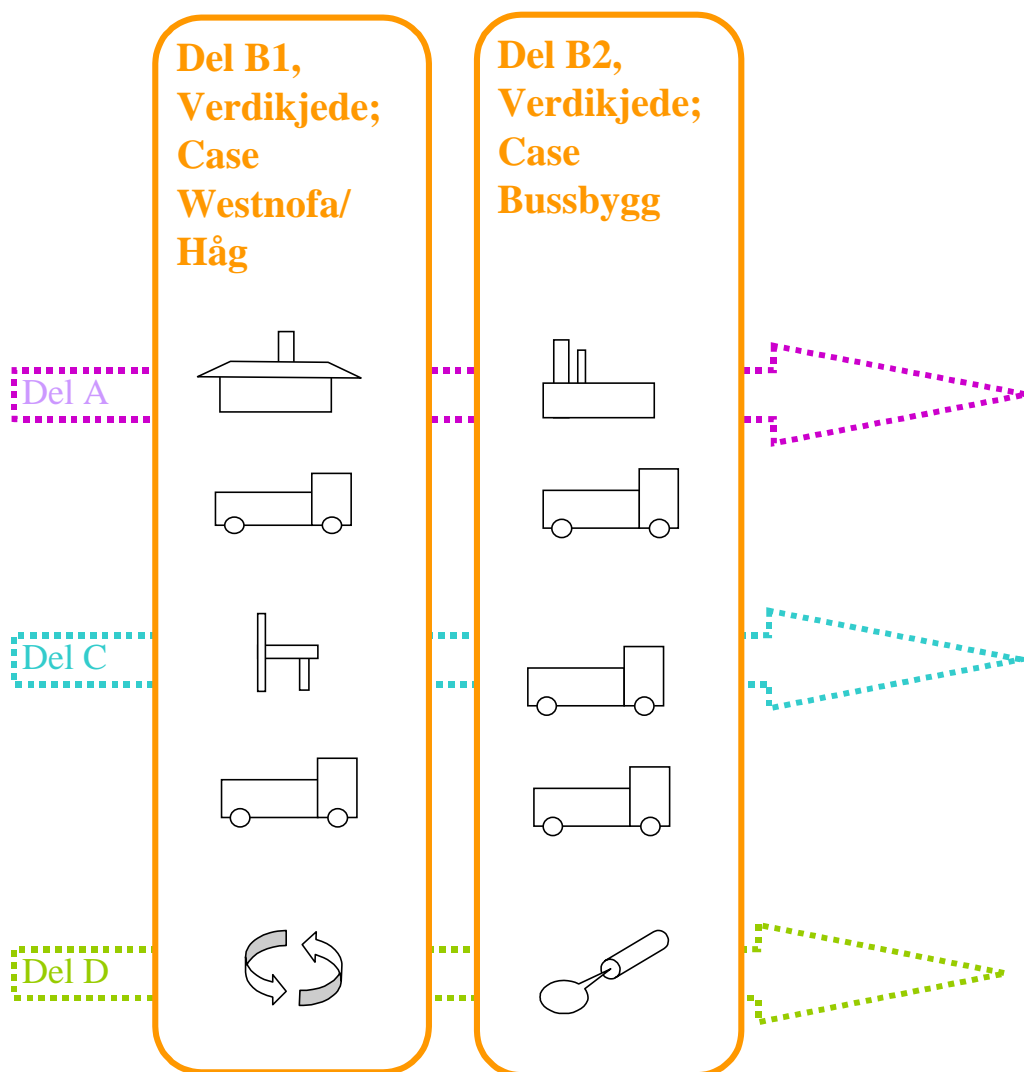 Del B1,
Verdikjede;
Case
Westnofa/
Håg
Del B2,
Verdikjede;
Case
Bussbygg
Del A
Del C
Del D